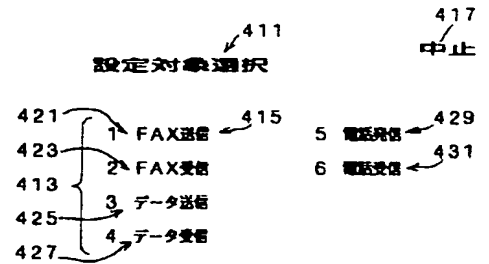 411 417
設定対象選択 中止
421 1 FAX送信 415 5 電話発信 429
423 2 FAX受信 6 電話受信 431
413 3 データ送信
425 4 データ受信
427